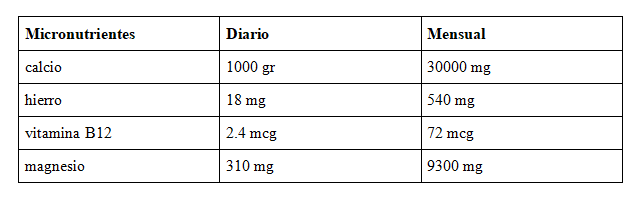 Micronutrientes Diario Mensual
calcio 1000 gr 30000 mg
hierro 18 mg 540 mg
vitamina B12 2.4 mcg 72 mcg
magnesio 310 mg 9300 mg